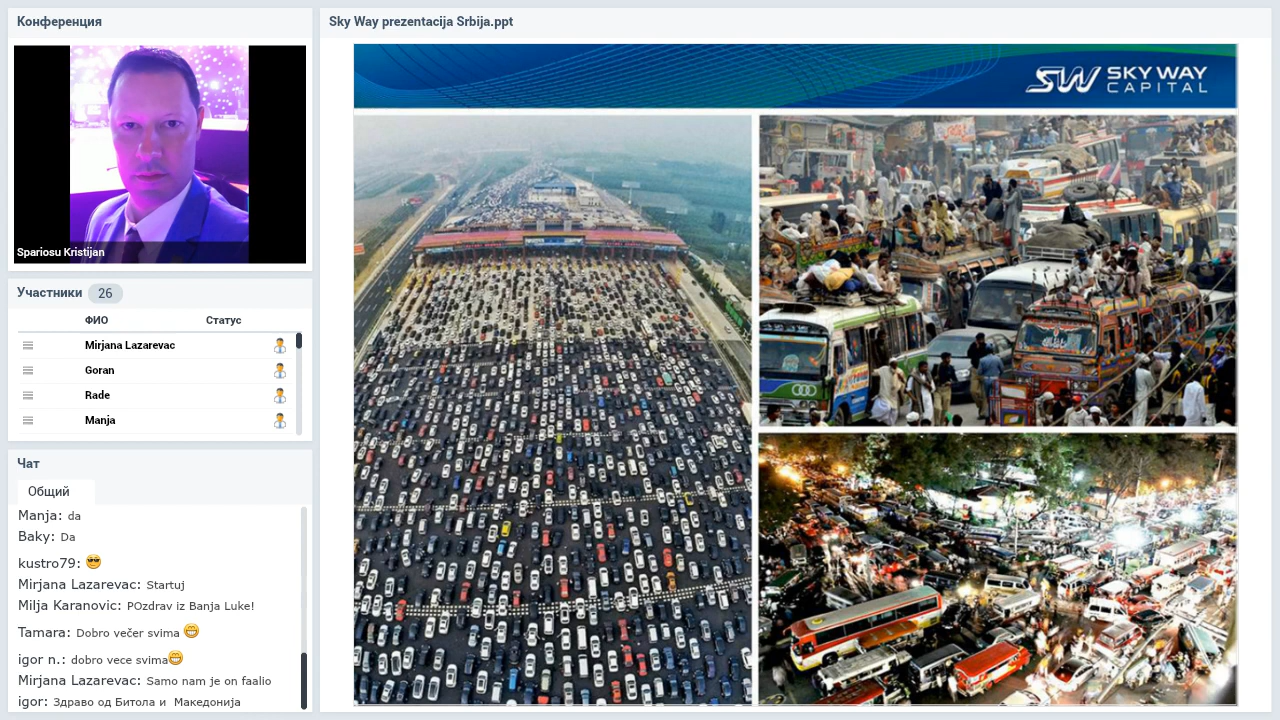 Конференция
Spariosu Kristijan
Участники 26
ФИО Статус
Mirjana Lazarevac
Goran
Rade
Manja
Чат
Общий
Manja: da
Baky: Da
kustro79:
Mirjana Lazarevac: Startuj
Milja Karanovic: POzdrav iz Banja Luke!
Tamara: Dobro večer svima
igor n.: dobro vece svima
Mirjana Lazarevac: Samo nam je on faalio
igor: Здраво од Битола и Македонија
Sky Way prezentacija Srbija.ppt
SW SKY WAY
CAPITAL